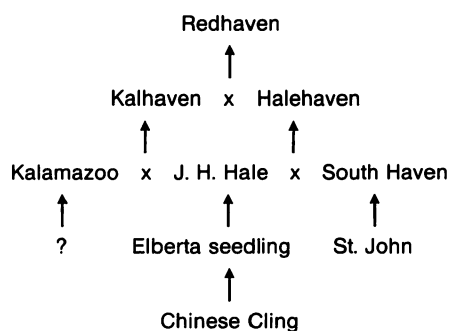 Redhaven
Kalhaven x Halehaven
Kalamazoo x J. H. Hale x South Haven
? Elberta seedling St. John
Chinese Cling